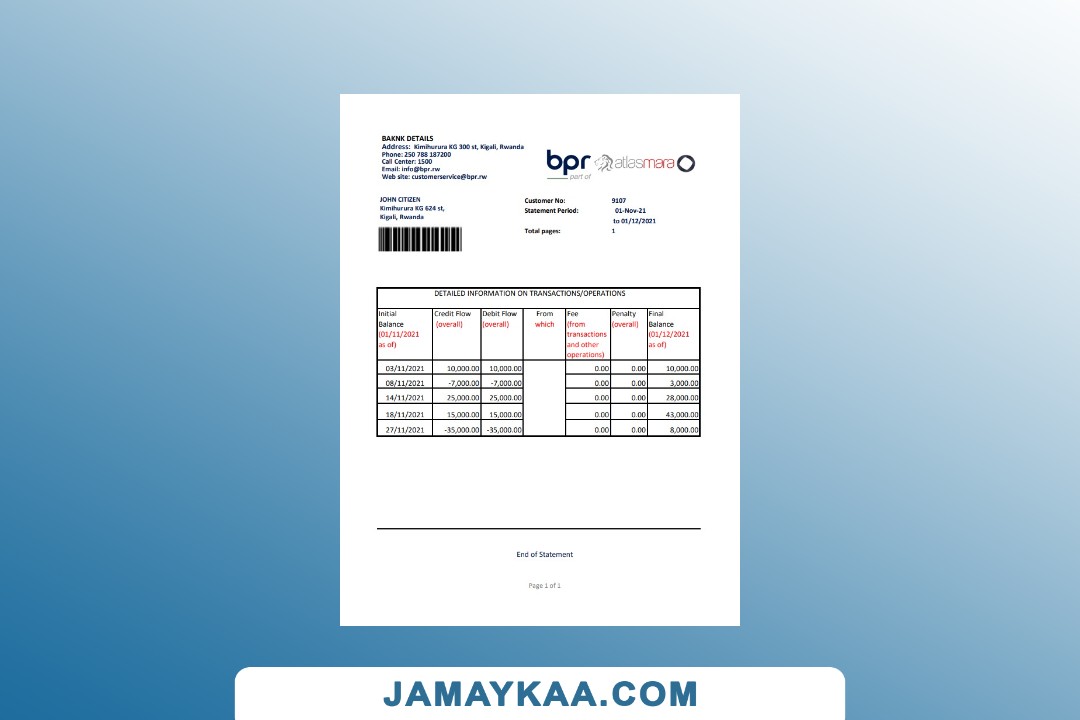 BAKNK DETAILS
Address: Kimihurura KG 300 st, Kigali, Rwanda
Phone: 250 788 187200
Call Center: 1500
Email: info@bpr.rw
Web site: customerservice@bpr.rw
bpr atlasmara
part of
JOHN CITIZEN
Kimihurura KG 624 st,
Kigali, Rwanda
Customer No: 9107
Statement Period: 01-Nov-21
to 01/12/2021
Total pages: 1
DETAILED INFORMATION ON TRANSACTIONS/OPERATIONS
Initial Balance (01/11/2021 as of) Credit Flow (overall) Debit Flow (overall) From which Fee (from transactions and other operations) Penalty (overall) Final Balance (01/12/2021 as of)
03/11/2021 10,000.00 10,000.00 0.00 0.00 10,000.00
08/11/2021 -7,000.00 -7,000.00 0.00 0.00 3,000.00
14/11/2021 25,000.00 25,000.00 0.00 0.00 28,000.00
18/11/2021 15,000.00 15,000.00 0.00 0.00 43,000.00
27/11/2021 -35,000.00 -35,000.00 0.00 0.00 8,000.00
End of Statement
Page 1 of 1
JAMAYKAA.COM